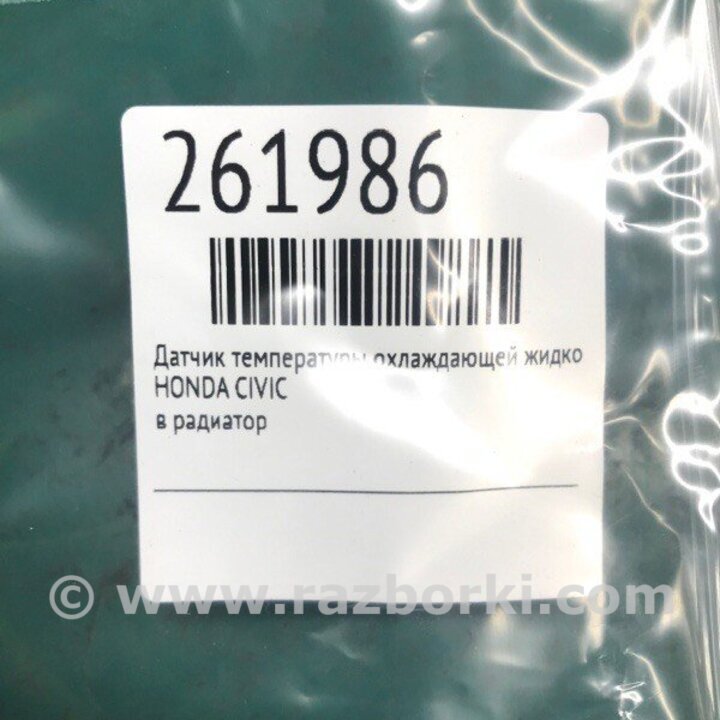 261986
Датчик температуры охлаждающей жидко
HONDA CIVIC
в радиатор
© www.razborki.com